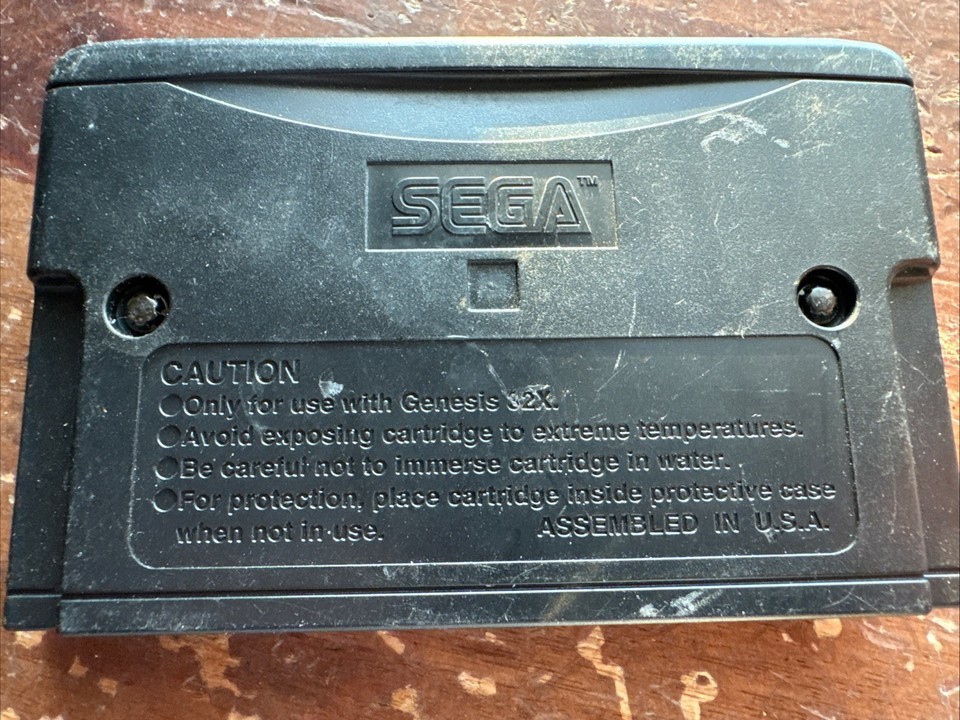 SEGA™
CAUTION
●Only for use with Genesis 32X.
●Avoid exposing cartridge to extreme temperatures.
●Be careful not to immerse cartridge in water.
●For protection, place cartridge inside protective case
when not in use. ASSEMBLED IN U.S.A.